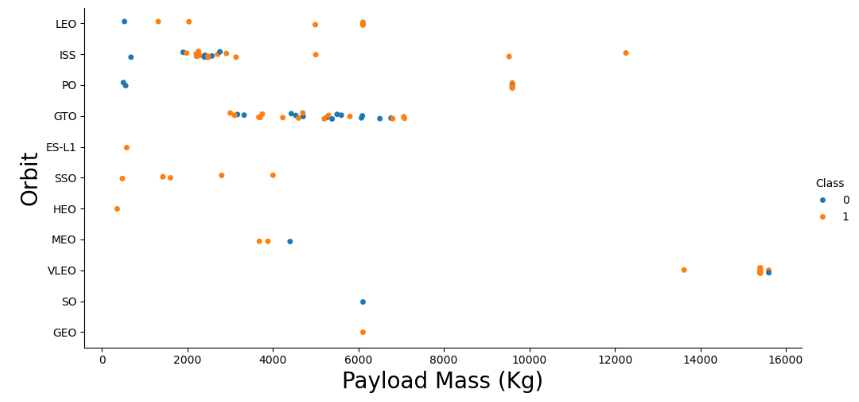 LEO
ISS
PO
GTO
ES-L1
SSO
HEO
MEO
VLEO
SO
GEO
Orbit
0
2000
4000
6000
8000
10000
12000
14000
16000
Payload Mass (Kg)
Class
0
1